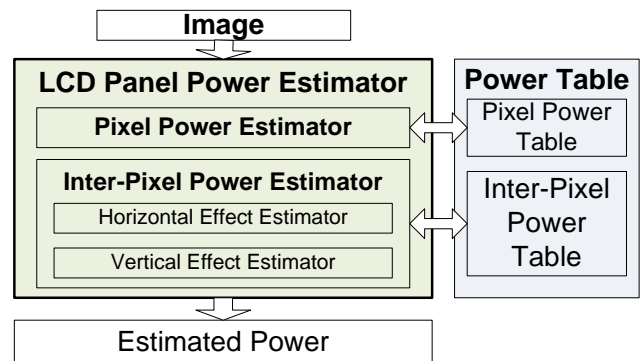 Image
LCD Panel Power Estimator
Pixel Power Estimator
Inter-Pixel Power Estimator
Horizontal Effect Estimator
Vertical Effect Estimator
Power Table
Pixel Power
Table
Inter-Pixel
Power
Table
Estimated Power